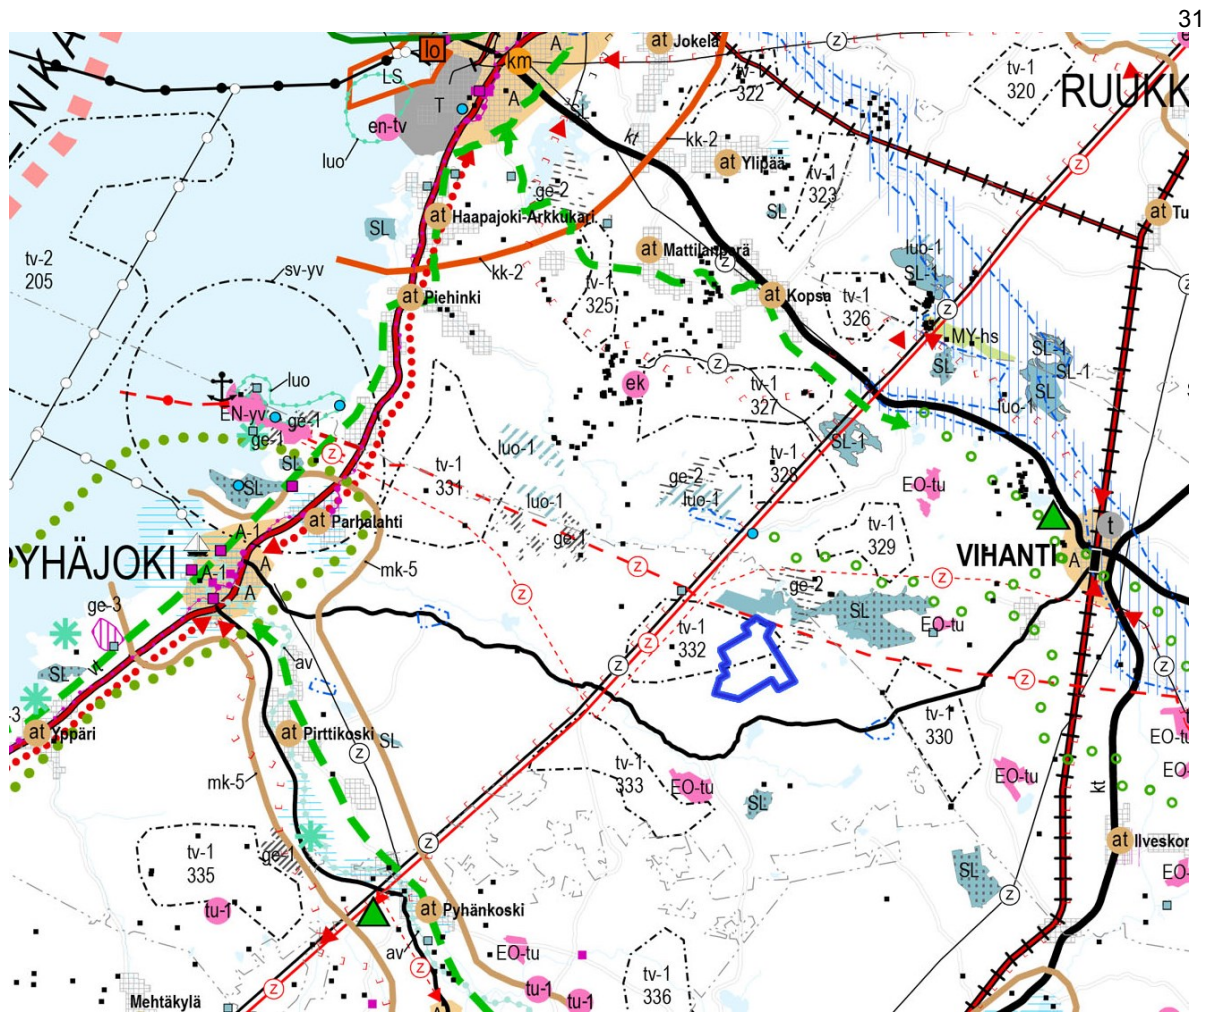 31
lo
A
km
at Jokela
LS
T
A
en-tv
luo
tv-1
322
tv-1
320
RUUKK
SL
kt
kk-2
at Ylipää
tv-1
323
ge-2
at Haapajoki-Arkkukari
SL
at Tu
at Mattilanperä
z
luo-1
SL-1
tv-2
205
sv-yv
kk-2
at Piehinki
tv-1
325
at Kopsa
tv-1
326
z
MY-hs
SL-1
SL-1
SL
SL
luo-1
luo
ek
z
tv-1
327
EN-yv
ge-1
ge-1
SL
SL
z
tv-1
331
luo-1
luo-1
ge-1
ge-2
luo-1
tv-1
328
SL-1
EO-tu
tv-1
329
at Parhalahti
A-1
A-1
A
A
PYHÄJOKI
mk-5
z
z
z
t
VIHANTI
A
ge-2
SL
EO-tu
ge-3
vt
SL
av
z
z
tv-1
332
z
at Yppäri
at Pirttikoski
z
SL
tv-1
330
EO-tu
EO-tu
EO-
kt
mk-5
tv-1
333
EO-tu
SL
tv-1
335
ge-1
z
at Ilveskor
SL
z
EO-
tu-1
at Pyhänkoski
av
EO-tu
z
z
tu-1
tu-1
tv-1
336
Mehtäkylä